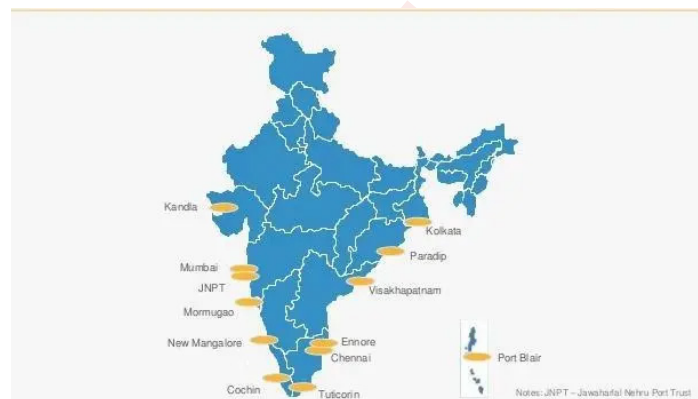 Kandla
Kolkata
Paradip
Mumbai
JNPT
Visakhapatnam
Mormugao
New Mangalore
Ennore
Chennai
Port Blair
Cochin
Tuticorin
Notes: JNPT – Jawaharlal Nehru Port Trust